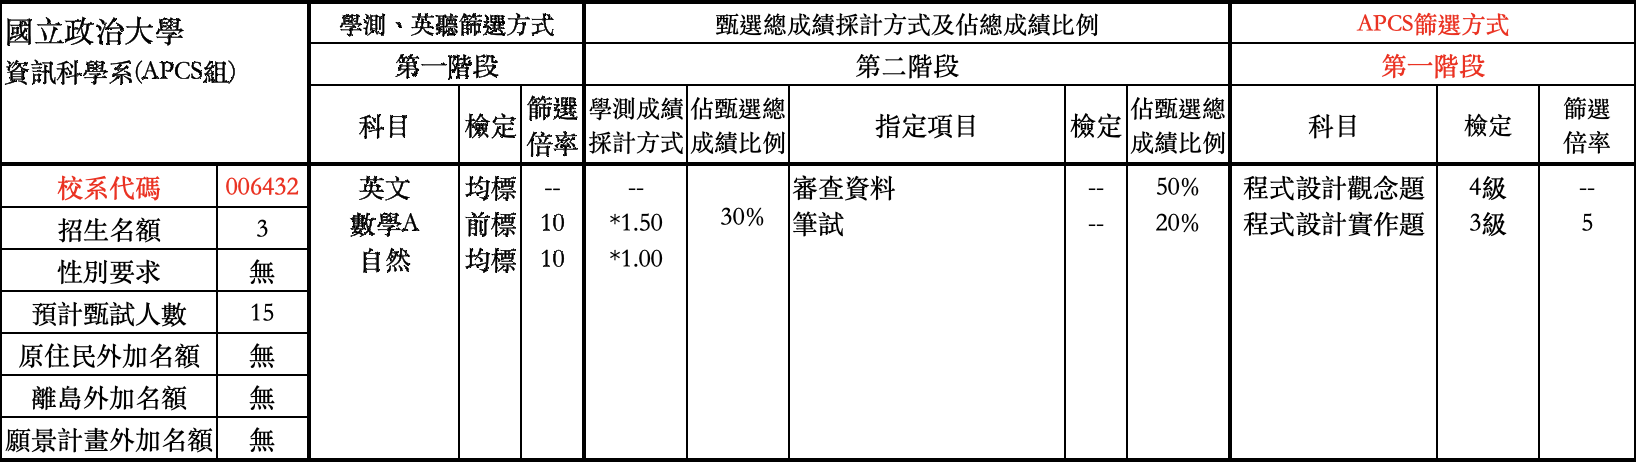 國立政治大學
資訊科學系(APCS組)
學測、英聽篩選方式
甄選總成績採計方式及佔總成績比例
APCS篩選方式
第一階段
第二階段
第一階段
科目 檢定 篩選倍率 學測成績採計方式 佔甄選總成績比例 指定項目 檢定 佔甄選總成績比例 科目 檢定 篩選倍率
校系代碼 006432
招生名額 3
性別要求 無
預計甄試人數 15
原住民外加名額 無
離島外加名額 無
願景計畫外加名額 無
英文 均標 -- --
數學A 前標 10 *1.50
自然 均標 10 *1.00
30%
審查資料 -- 50%
筆試 -- 20%
程式設計觀念題 4級 --
程式設計實作題 3級 5